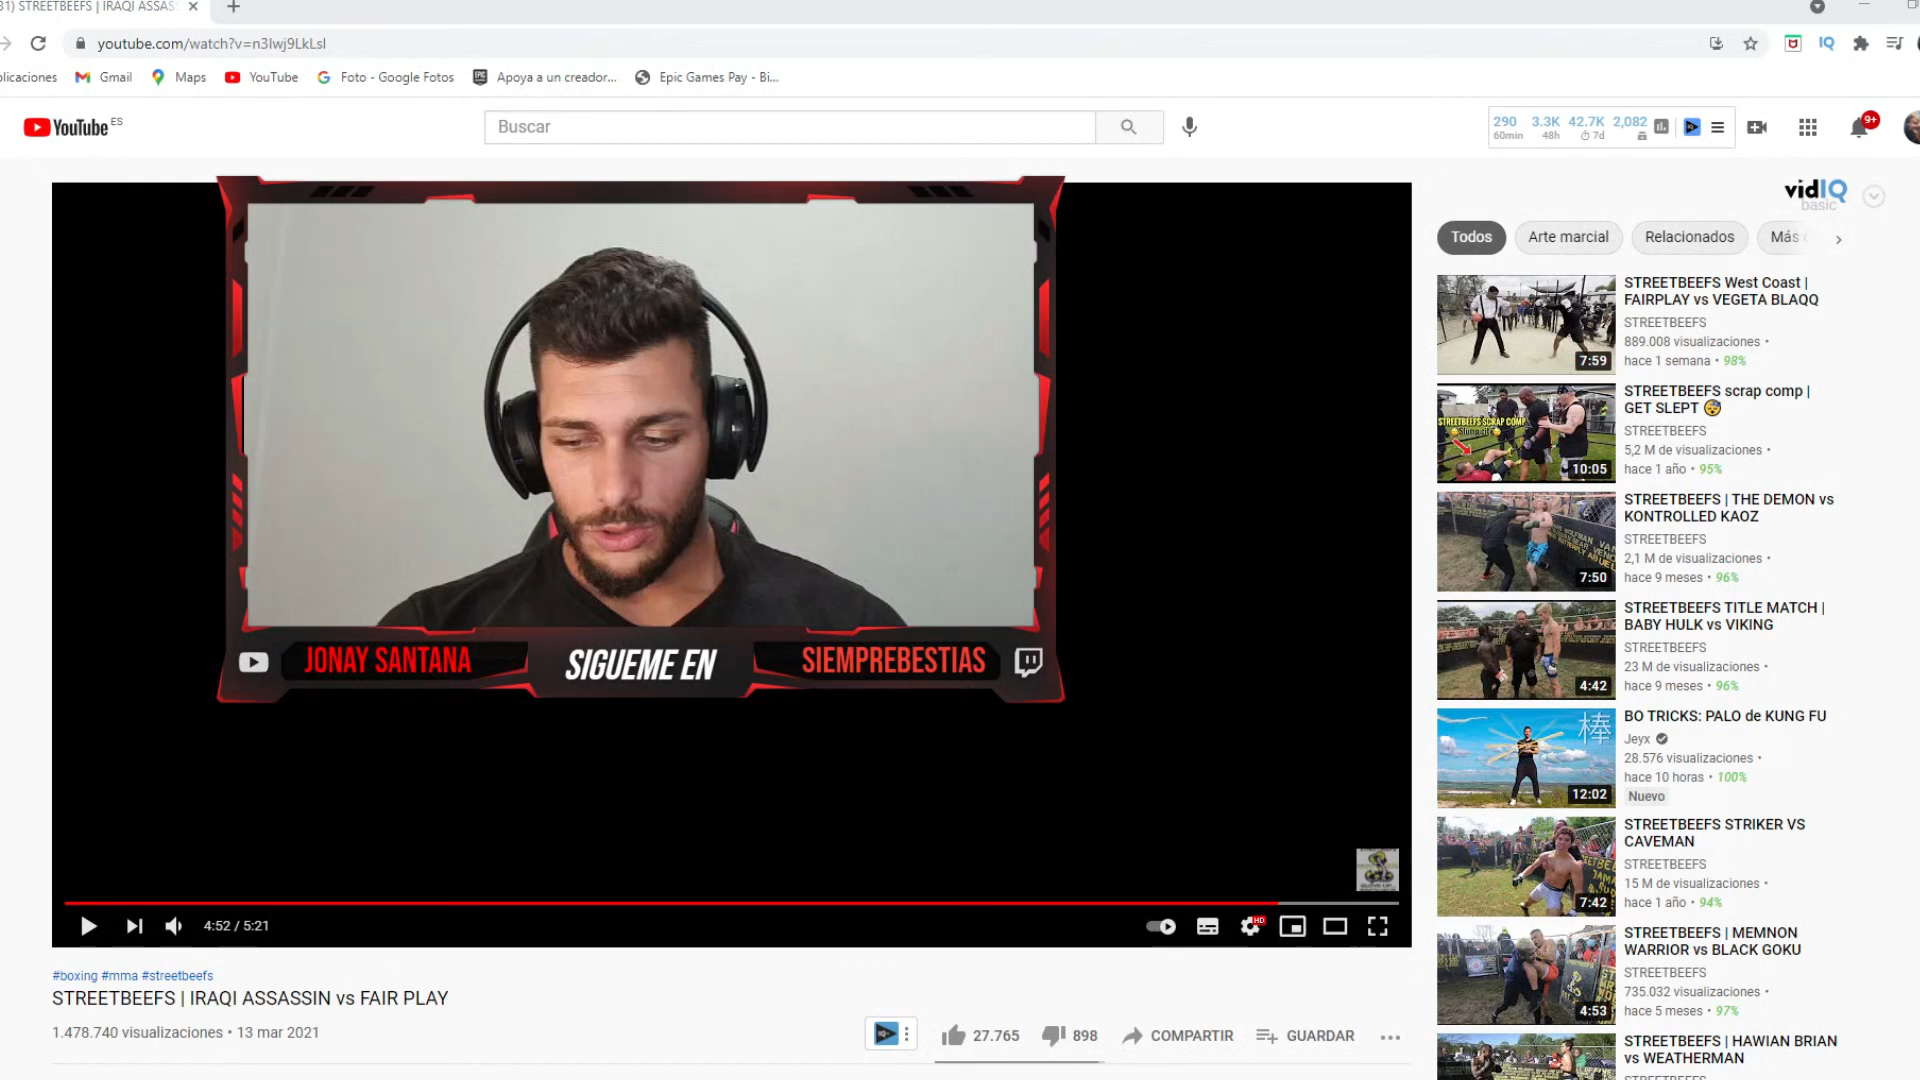 31) STREETBEEFS | IRAQI ASSAS
youtube.com/watch?v=n3Iwj9LkLsI
licaciones
Gmail
Maps
YouTube
Foto - Google Fotos
Apoya a un creador...
Epic Games Pay - Bi...
YouTube ES
Buscar
290 3.3K 42.7K 2,082
60min 48h 7d
9+
vidIQ
basic
Todos
Arte marcial
Relacionados
Más
JONAY SANTANA
SIGUEME EN
SIEMPREBESTIAS
4:52 / 5:21
HD
#boxing #mma #streetbeefs
STREETBEEFS | IRAQI ASSASSIN vs FAIR PLAY
1.478.740 visualizaciones • 13 mar 2021
27.765
898
COMPARTIR
GUARDAR
7:59
STREETBEEFS West Coast |
FAIRPLAY vs VEGETA BLAQQ
STREETBEEFS
889.008 visualizaciones •
hace 1 semana • 98%
STREETBEEFS SCRAP COMP
10:05
STREETBEEFS scrap comp |
GET SLEPT 😴
STREETBEEFS
5,2 M de visualizaciones •
hace 1 año • 95%
7:50
STREETBEEFS | THE DEMON vs
KONTROLLED KAOZ
STREETBEEFS
2,1 M de visualizaciones •
hace 9 meses • 96%
4:42
STREETBEEFS TITLE MATCH |
BABY HULK vs VIKING
STREETBEEFS
23 M de visualizaciones •
hace 9 meses • 96%
棒
12:02
BO TRICKS: PALO de KUNG FU
Jeyx
28.576 visualizaciones •
hace 10 horas • 100%
Nuevo
7:42
STREETBEEFS STRIKER VS
CAVEMAN
STREETBEEFS
15 M de visualizaciones •
hace 1 año • 94%
4:53
STREETBEEFS | MEMNON
WARRIOR vs BLACK GOKU
STREETBEEFS
735.032 visualizaciones •
hace 5 meses • 97%
STREETBEEFS | HAWIAN BRIAN
vs WEATHERMAN